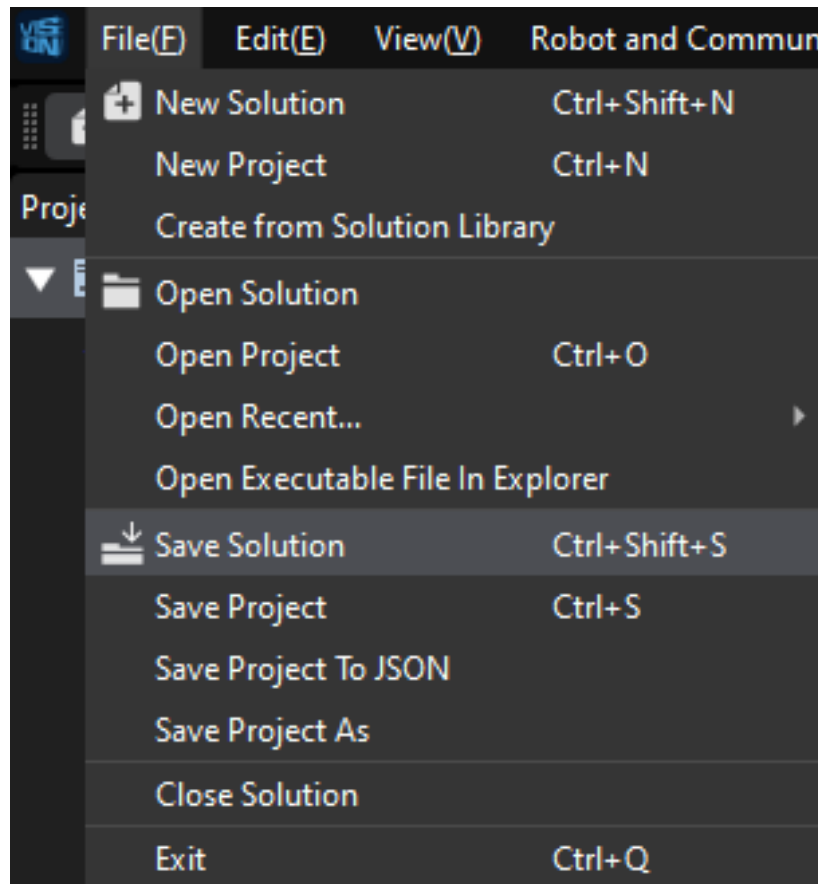 VISION File(F) Edit(E) View(V) Robot and Commun
New Solution Ctrl+Shift+N
New Project Ctrl+N
Proje
Create from Solution Library
Open Solution
Open Project Ctrl+O
Open Recent...
Open Executable File In Explorer
Save Solution Ctrl+Shift+S
Save Project Ctrl+S
Save Project To JSON
Save Project As
Close Solution
Exit Ctrl+Q